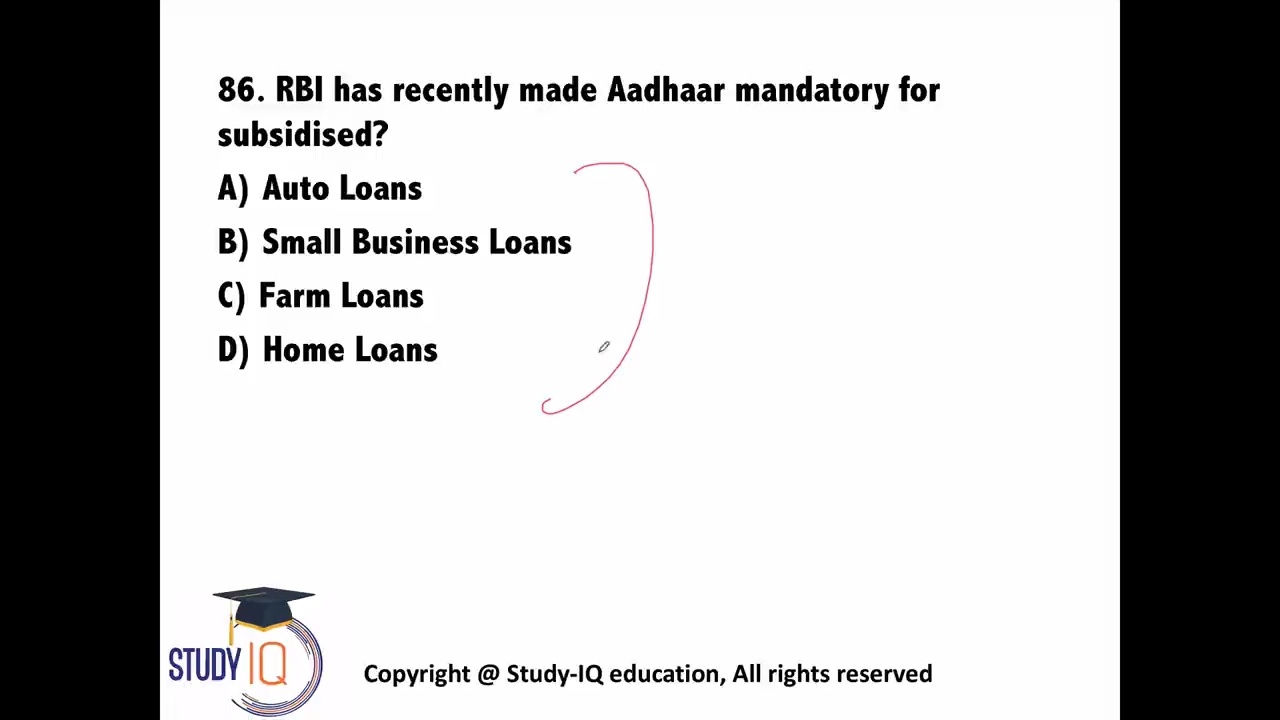 86. RBI has recently made Aadhaar mandatory for
subsidised?
A) Auto Loans
B) Small Business Loans
C) Farm Loans
D) Home Loans
STUDY IQ
Copyright @ Study-IQ education, All rights reserved